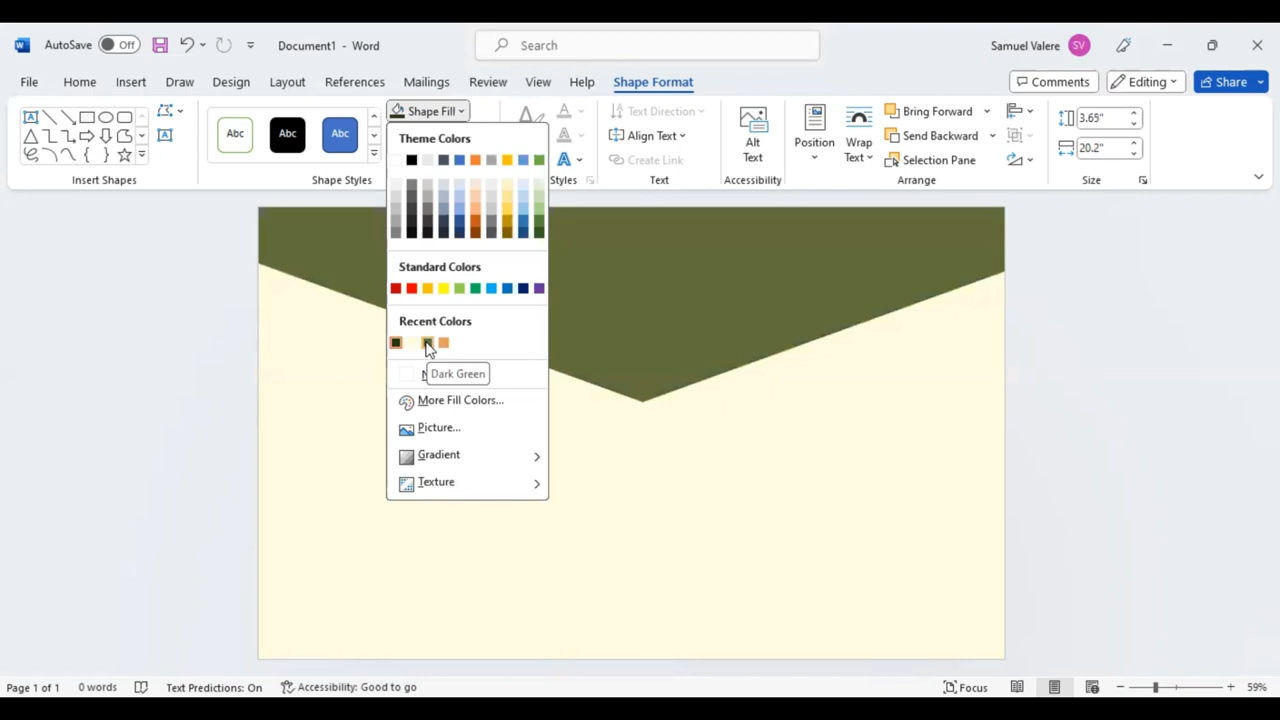 AutoSave Off Document1 - Word Search Samuel Valere SV
File Home Insert Draw Design Layout References Mailings Review View Help Shape Format Comments Editing Share
Abc Abc Abc Shape Fill Text Direction Align Text Create Link Alt Text Position Wrap Text Bring Forward Send Backward Selection Pane 3.65" 20.2"
Insert Shapes Shape Styles Styles Text Accessibility Arrange Size
Theme Colors
Standard Colors
Recent Colors
Dark Green
More Fill Colors...
Picture...
Gradient
Texture
Page 1 of 1 0 words Text Predictions: On Accessibility: Good to go Focus 59%